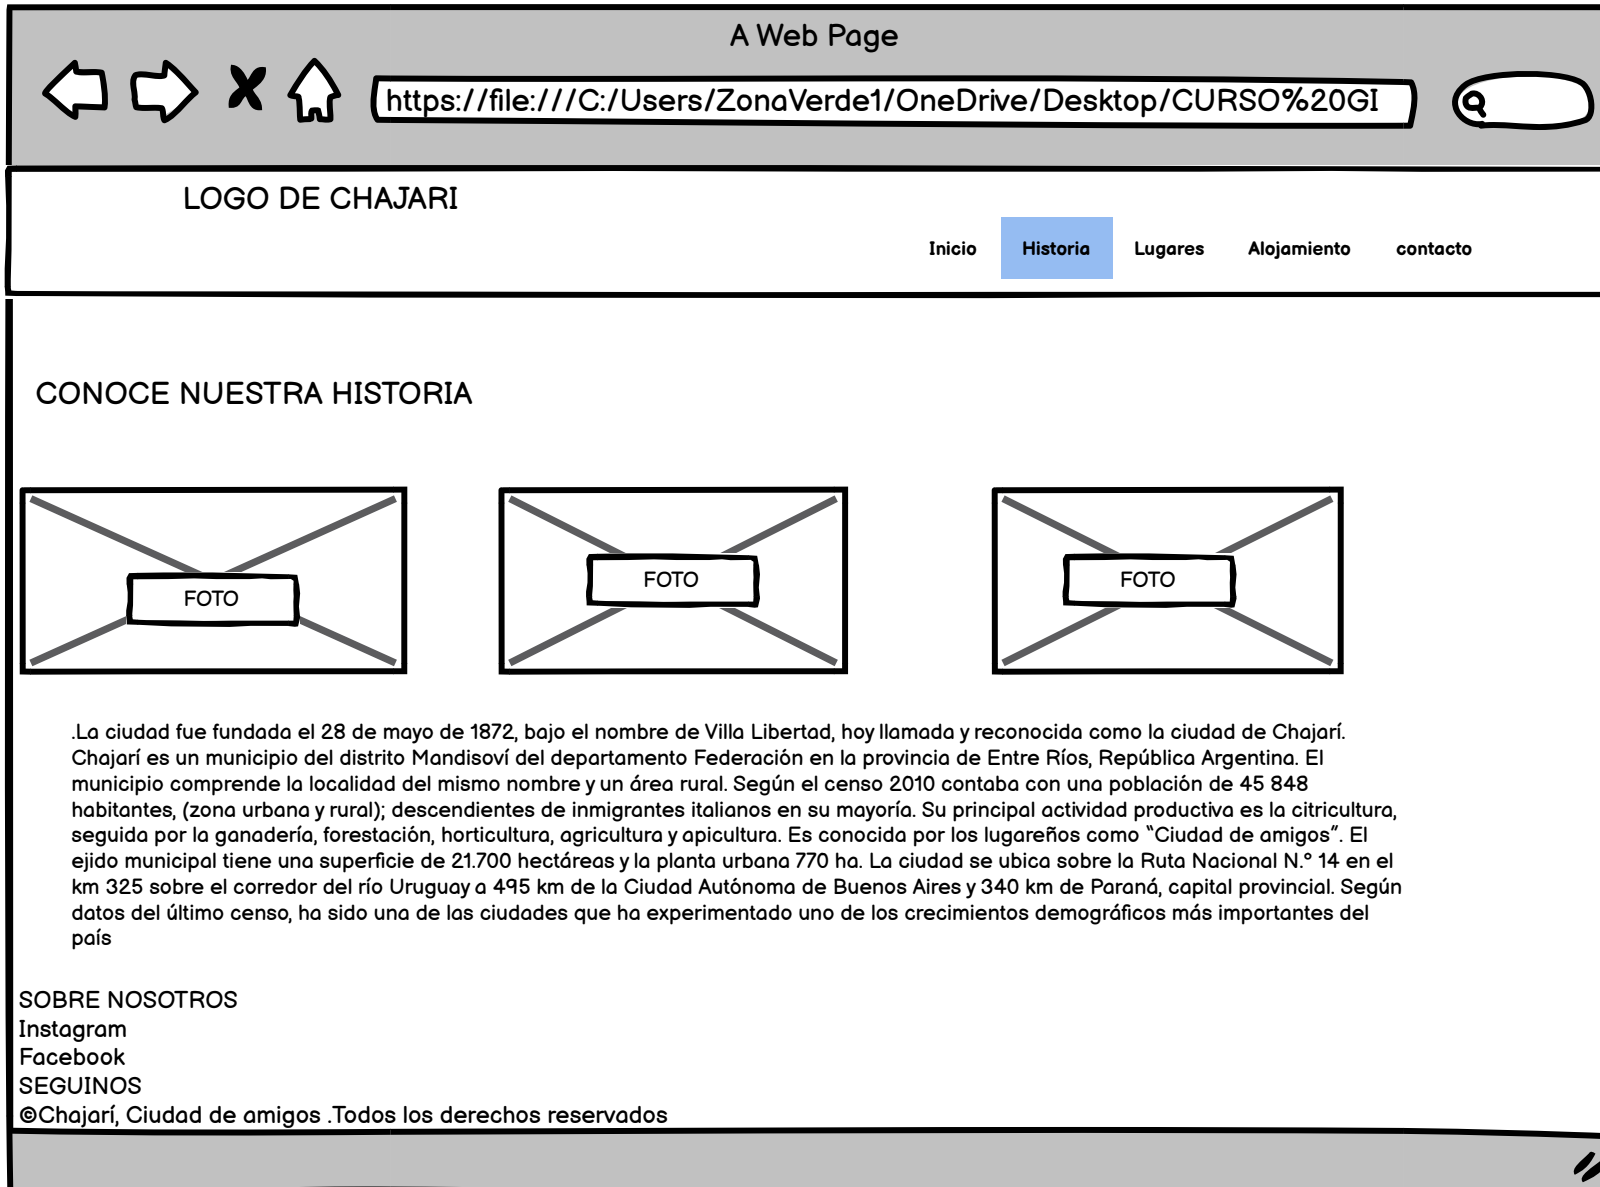 A Web Page
https://file:///C:/Users/ZonaVerde1/OneDrive/Desktop/CURSO%20GI
LOGO DE CHAJARI
Inicio Historia Lugares Alojamiento contacto
CONOCE NUESTRA HISTORIA
FOTO FOTO FOTO
.La ciudad fue fundada el 28 de mayo de 1872, bajo el nombre de Villa Libertad, hoy llamada y reconocida como la ciudad de Chajarí.
Chajarí es un municipio del distrito Mandisoví del departamento Federación en la provincia de Entre Ríos, República Argentina. El
municipio comprende la localidad del mismo nombre y un área rural. Según el censo 2010 contaba con una población de 45 848
habitantes, (zona urbana y rural); descendientes de inmigrantes italianos en su mayoría. Su principal actividad productiva es la citricultura,
seguida por la ganadería, forestación, horticultura, agricultura y apicultura. Es conocida por los lugareños como “Ciudad de amigos”. El
ejido municipal tiene una superficie de 21.700 hectáreas y la planta urbana 770 ha. La ciudad se ubica sobre la Ruta Nacional N.º 14 en el
km 325 sobre el corredor del río Uruguay a 495 km de la Ciudad Autónoma de Buenos Aires y 340 km de Paraná, capital provincial. Según
datos del último censo, ha sido una de las ciudades que ha experimentado uno de los crecimientos demográficos más importantes del
país
SOBRE NOSOTROS
Instagram
Facebook
SEGUINOS
©Chajarí, Ciudad de amigos .Todos los derechos reservados